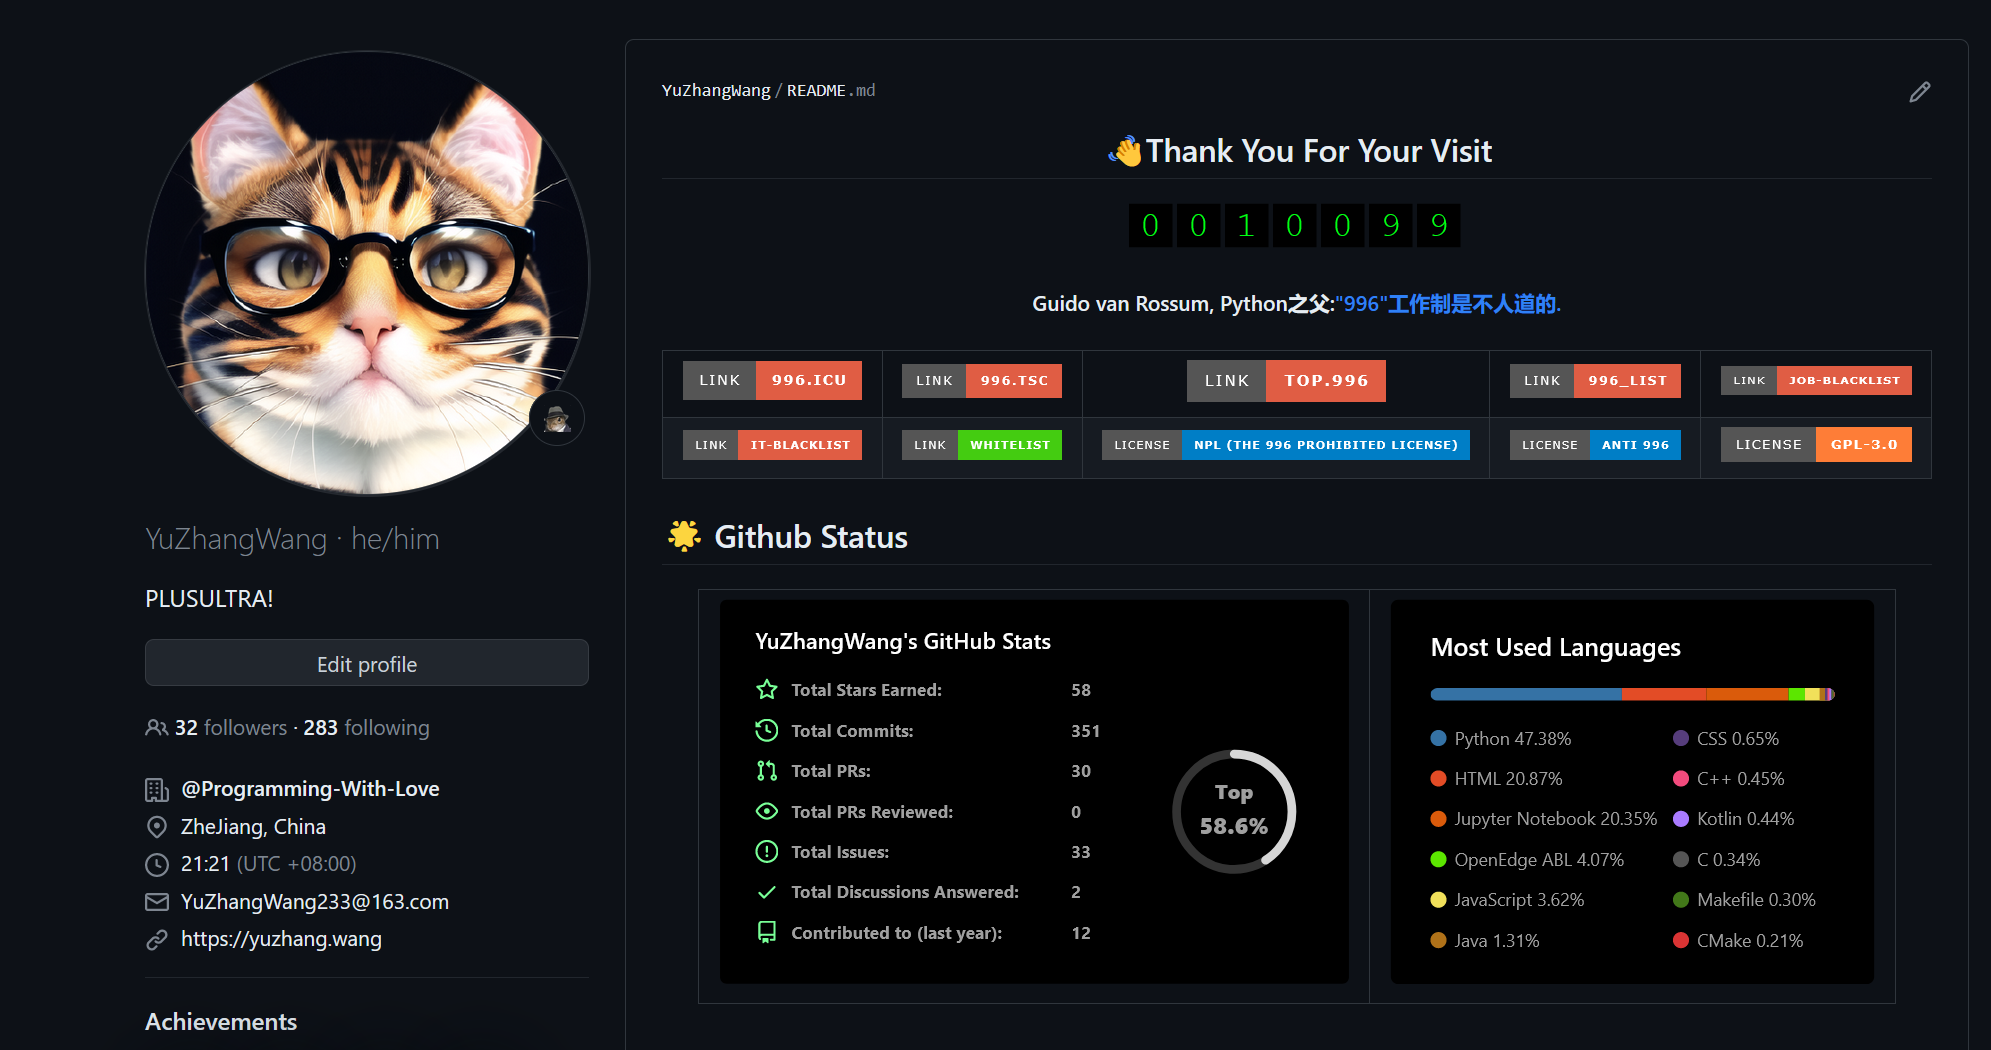 YuZhangWang · he/him
PLUSULTRA!
Edit profile
32 followers · 283 following
@Programming-With-Love
ZheJiang, China
21:21 (UTC +08:00)
YuZhangWang233@163.com
https://yuzhang.wang
Achievements
YuZhangWang/README.md
Thank You For Your Visit
0 0 1 0 0 9 9
Guido van Rossum, Python之父:"996"工作制是不人道的.
LINK 996.ICU
LINK 996.TSC
LINK TOP.996
LINK 996_LIST
LINK JOB-BLACKLIST
LINK IT-BLACKLIST
LINK WHITELIST
LICENSE NPL (THE 996 PROHIBITED LICENSE)
LICENSE ANTI 996
LICENSE GPL-3.0
Github Status
YuZhangWang's GitHub Stats
Total Stars Earned: 58
Total Commits: 351
Total PRs: 30
Total PRs Reviewed: 0
Total Issues: 33
Total Discussions Answered: 2
Contributed to (last year): 12
Top
58.6%
Most Used Languages
Python 47.38%
HTML 20.87%
Jupyter Notebook 20.35%
OpenEdge ABL 4.07%
JavaScript 3.62%
Java 1.31%
CSS 0.65%
C++ 0.45%
Kotlin 0.44%
C 0.34%
Makefile 0.30%
CMake 0.21%